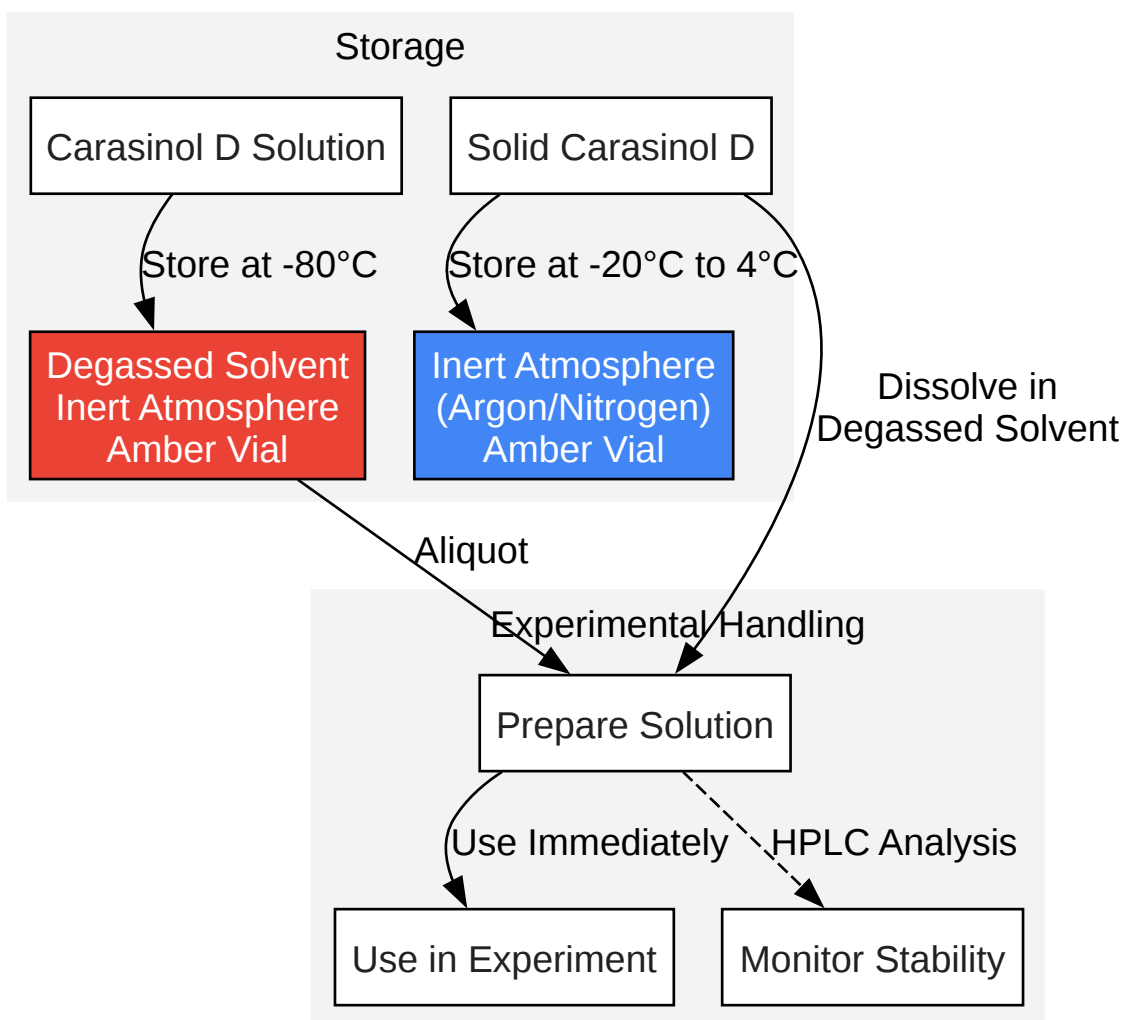 Storage
Carasinol D Solution
Solid Carasinol D
Store at -80°C
Store at -20°C to 4°C
Degassed Solvent
Inert Atmosphere
Amber Vial
Inert Atmosphere
(Argon/Nitrogen)
Amber Vial
Dissolve in
Degassed Solvent
Aliquot
Experimental Handling
Prepare Solution
Use Immediately
HPLC Analysis
Use in Experiment
Monitor Stability